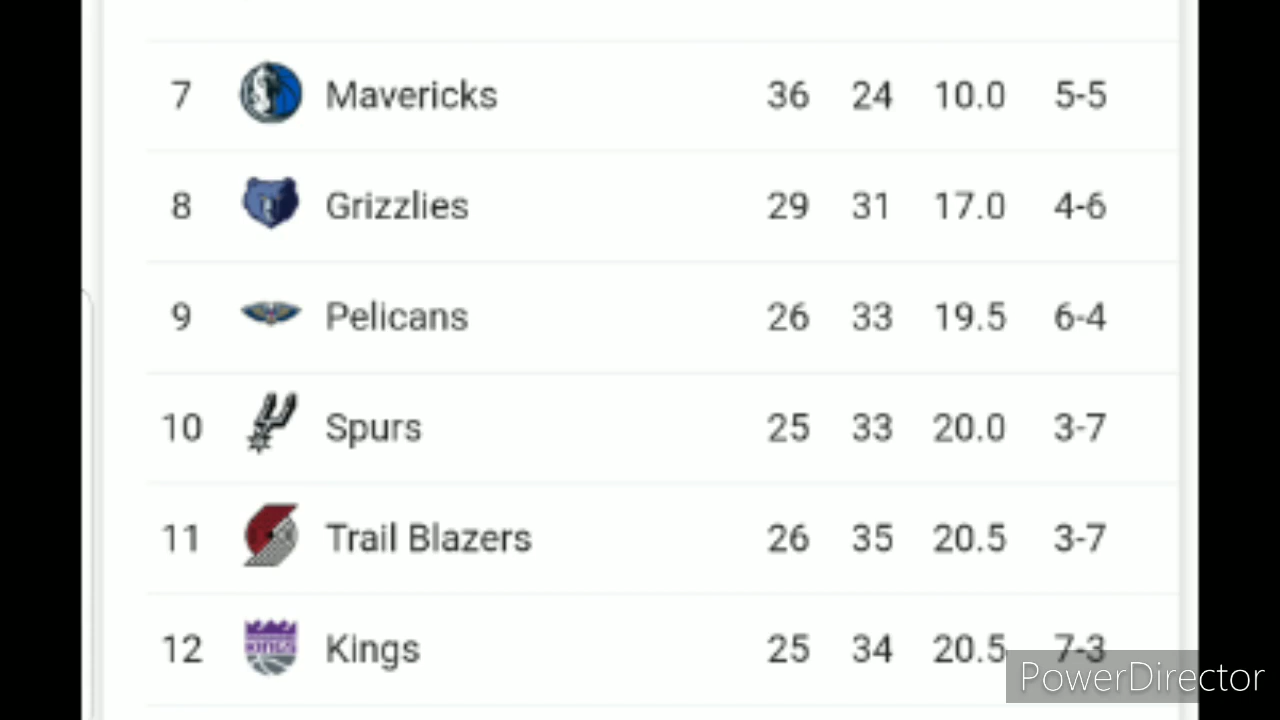 7 Mavericks 36 24 10.0 5-5
8 Grizzlies 29 31 17.0 4-6
9 Pelicans 26 33 19.5 6-4
10 Spurs 25 33 20.0 3-7
11 Trail Blazers 26 35 20.5 3-7
12 KINGS Kings 25 34 20.5 7-3
PowerDirector